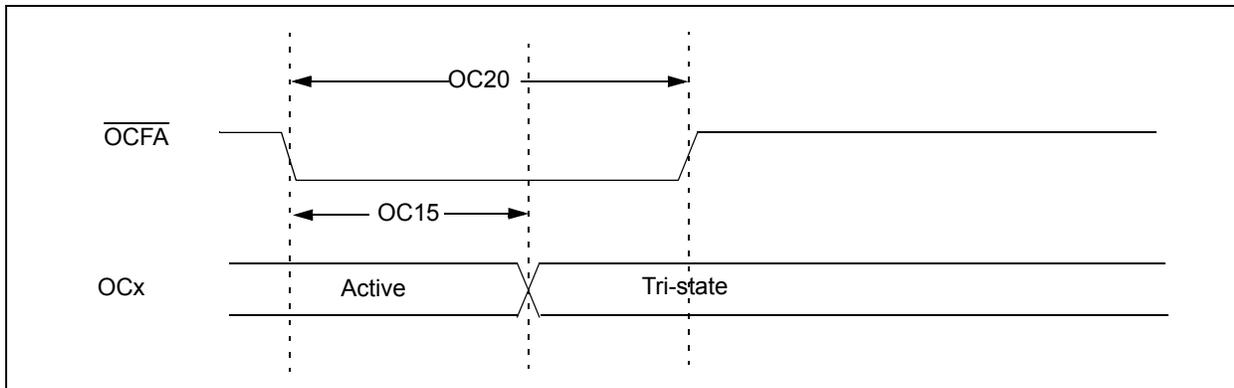 OC20
OCFA
OC15
OCx
Active
Tri-state